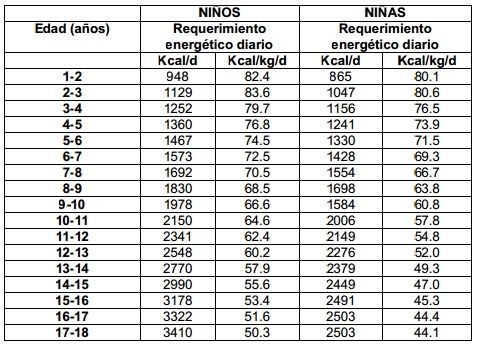 NIÑOS NIÑAS
Edad (años) Requerimiento energético diario Requerimiento energético diario
Kcal/d Kcal/kg/d Kcal/d Kcal/kg/d
1-2 948 82.4 865 80.1
2-3 1129 83.6 1047 80.6
3-4 1252 79.7 1156 76.5
4-5 1360 76.8 1241 73.9
5-6 1467 74.5 1330 71.5
6-7 1573 72.5 1428 69.3
7-8 1692 70.5 1554 66.7
8-9 1830 68.5 1698 63.8
9-10 1978 66.6 1584 60.8
10-11 2150 64.6 2006 57.8
11-12 2341 62.4 2149 54.8
12-13 2548 60.2 2276 52.0
13-14 2770 57.9 2379 49.3
14-15 2990 55.6 2449 47.0
15-16 3178 53.4 2491 45.3
16-17 3322 51.6 2503 44.4
17-18 3410 50.3 2503 44.1